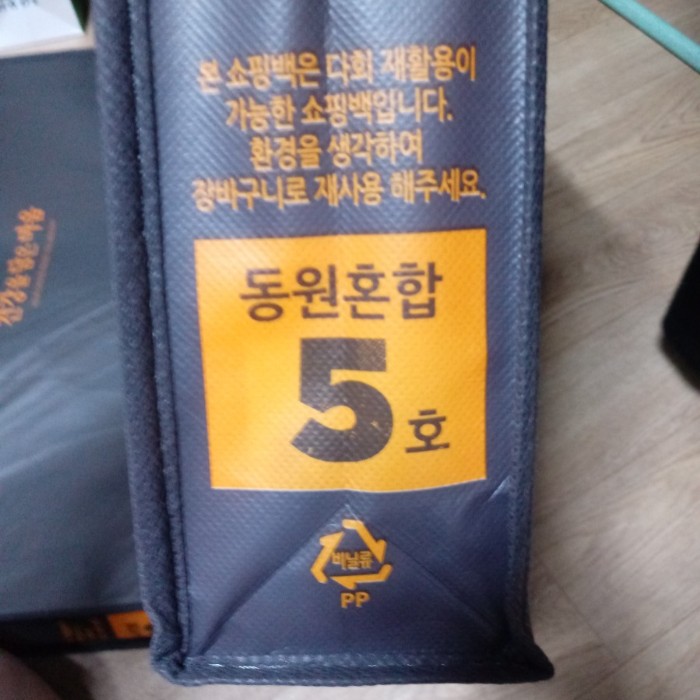 본 쇼핑백은 다회 재활용이
가능한 쇼핑백입니다.
환경을 생각하여
장바구니로 재사용 해주세요.
동원혼합
5호
비닐류
PP